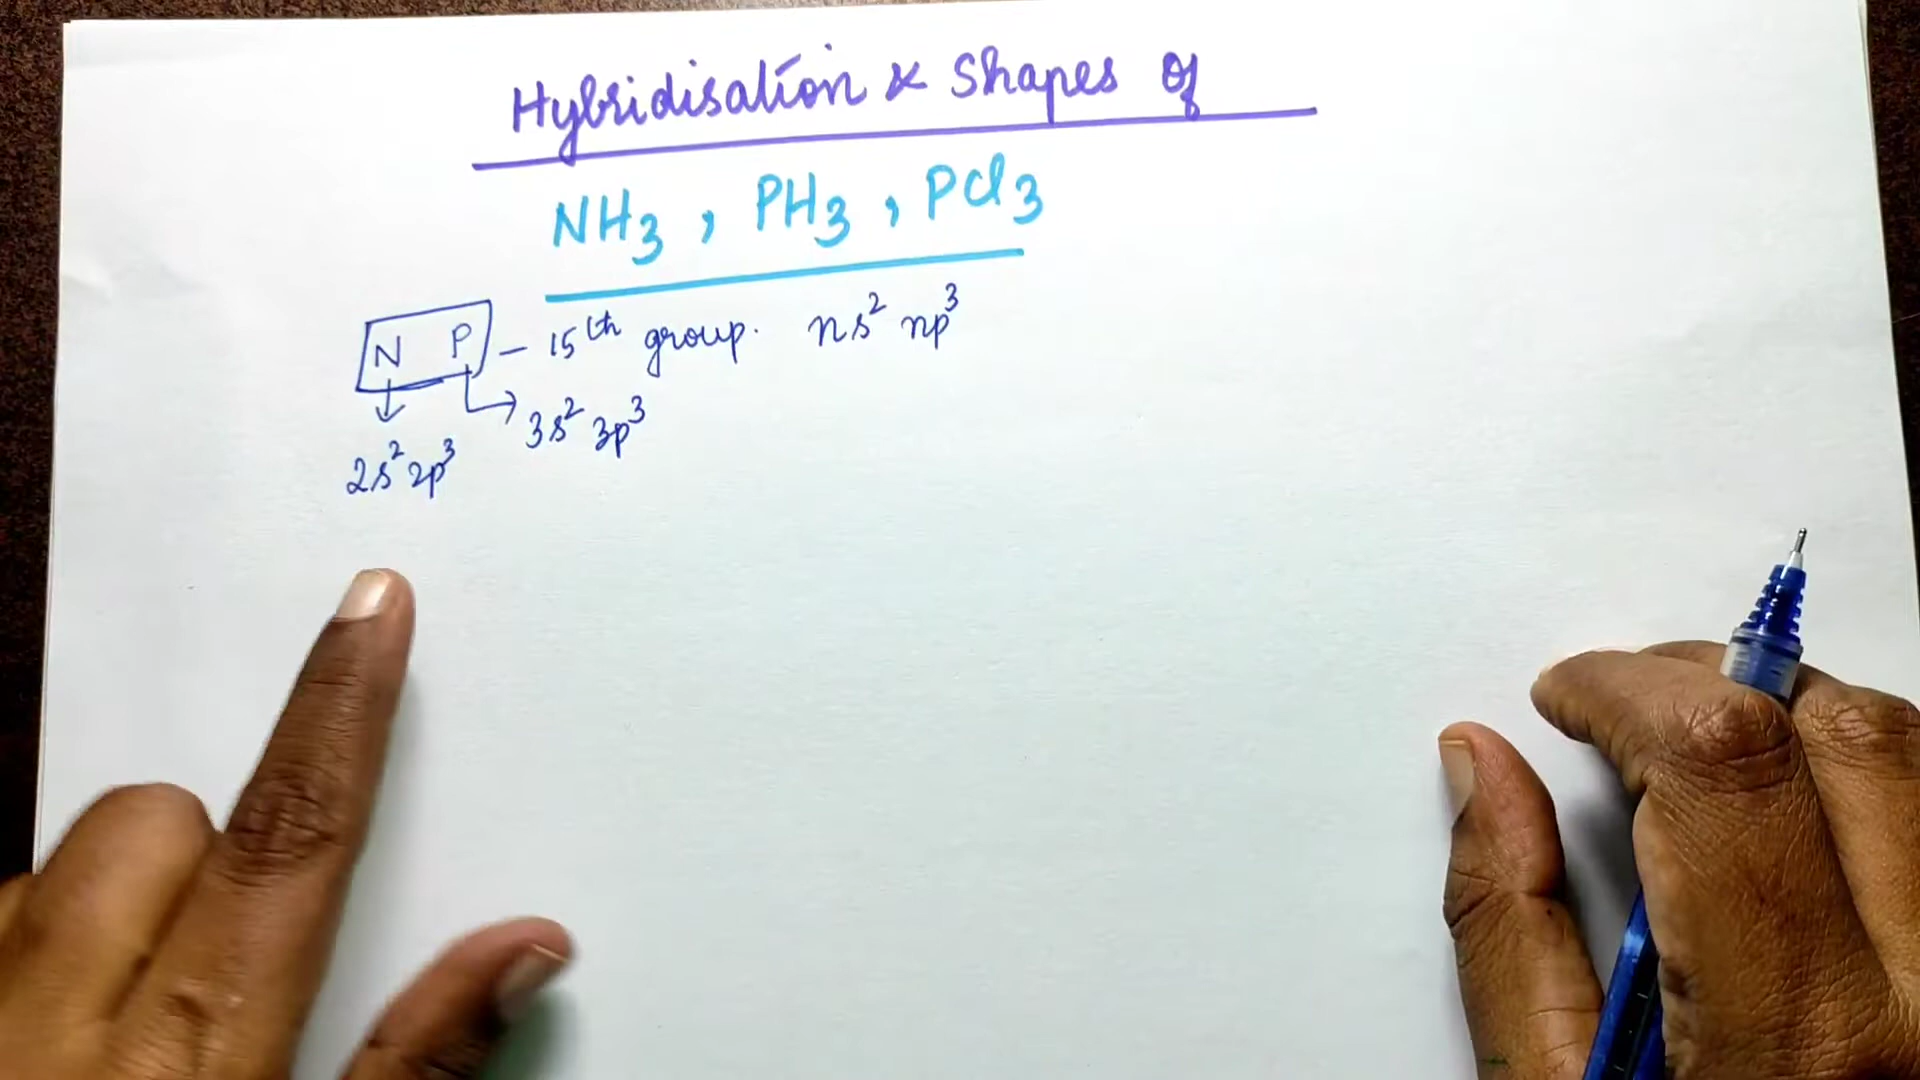 Hybridisation & Shapes of
NH₃, PH₃, PCl₃
N P – 15th group. ns² np³
3s² 3p³
2s² 2p³